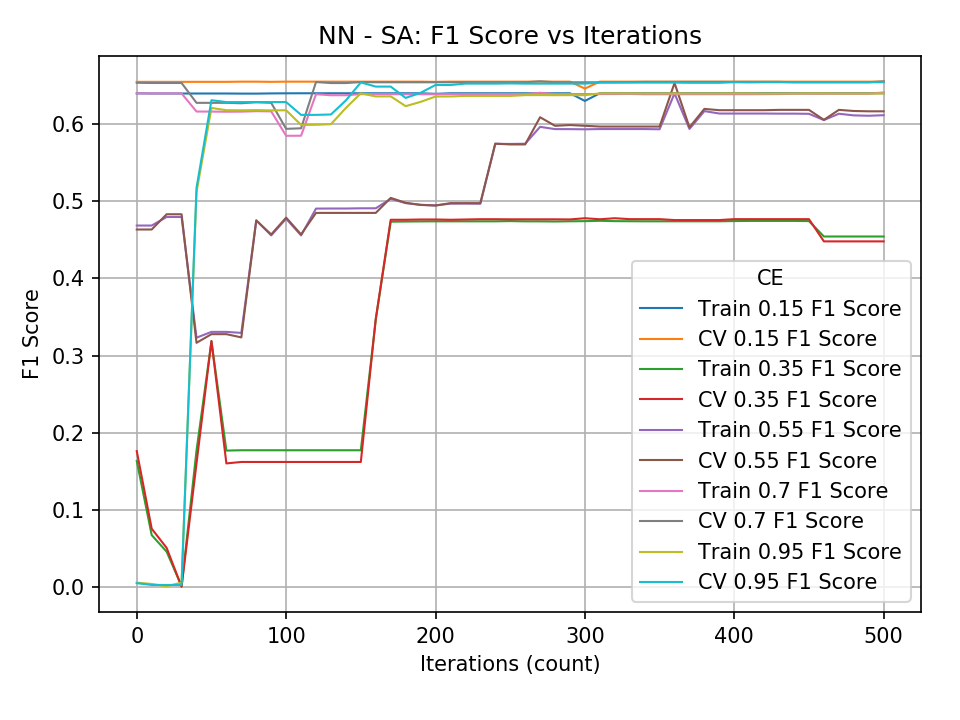 NN - SA: F1 Score vs Iterations
F1 Score
0.6
0.5
0.4
0.3
0.2
0.1
0.0
CE
Train 0.15 F1 Score
CV 0.15 F1 Score
Train 0.35 F1 Score
CV 0.35 F1 Score
Train 0.55 F1 Score
CV 0.55 F1 Score
Train 0.7 F1 Score
CV 0.7 F1 Score
Train 0.95 F1 Score
CV 0.95 F1 Score
0 100 200 300 400 500
Iterations (count)